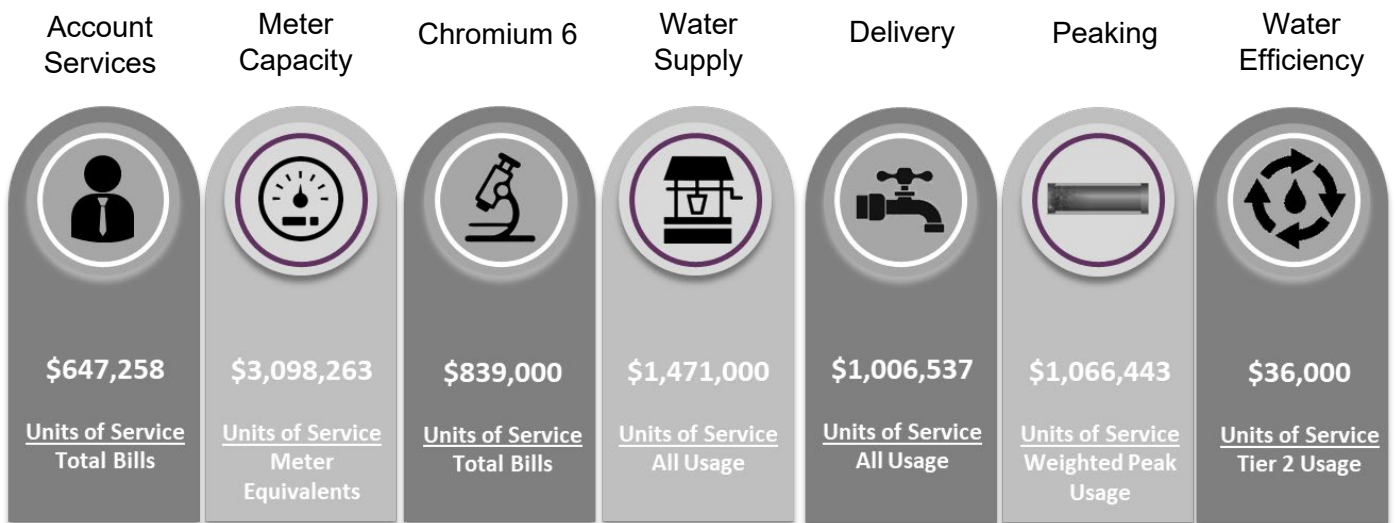 Account
Services
Meter
Capacity
Chromium 6
Water
Supply
Delivery
Peaking
Water
Efficiency
$647,258
Units of Service
Total Bills
$3,098,263
Units of Service
Meter
Equivalents
$839,000
Units of Service
Total Bills
$1,471,000
Units of Service
All Usage
$1,006,537
Units of Service
All Usage
$1,066,443
Units of Service
Weighted Peak
Usage
$36,000
Units of Service
Tier 2 Usage